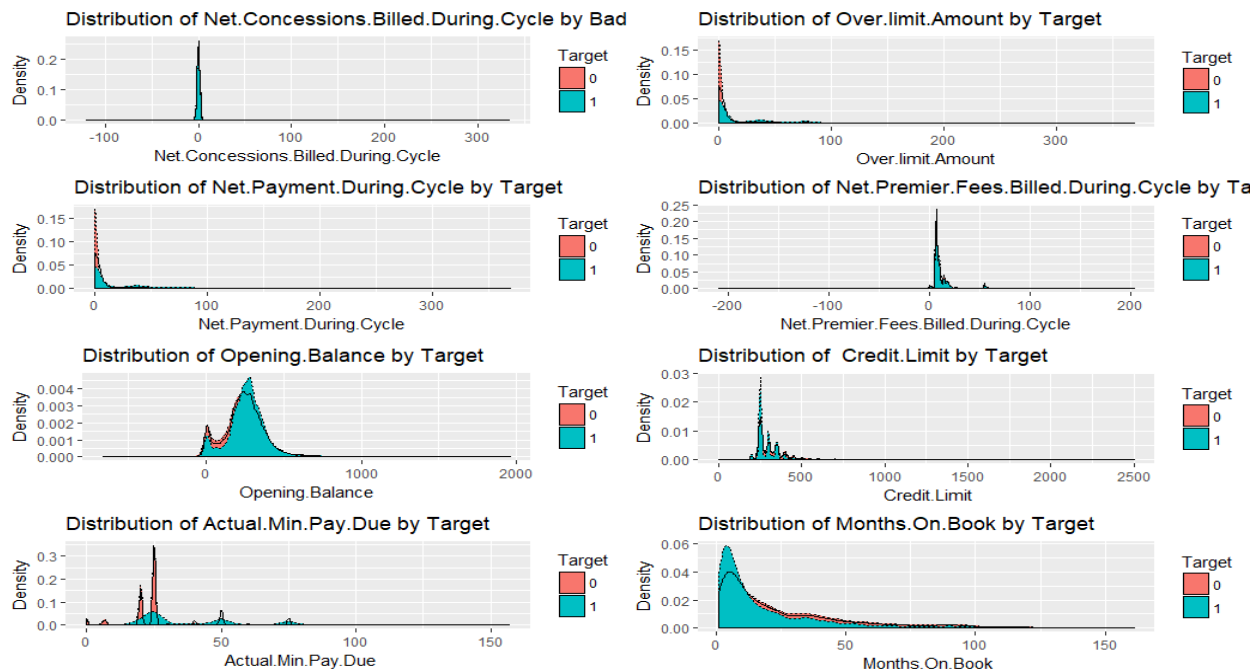 Distribution of Net.Concessions.Billed.During.Cycle by Bad
Density
0.2
0.1
0.0
-100 0 100 200 300
Net.Concessions.Billed.During.Cycle
Target
0
1
Distribution of Over.limit.Amount by Target
Density
0.15
0.10
0.05
0.00
0 100 200 300
Over.limit.Amount
Target
0
1
Distribution of Net.Payment.During.Cycle by Target
Density
0.15
0.10
0.05
0.00
0 100 200 300
Net.Payment.During.Cycle
Target
0
1
Distribution of Net.Premier.Fees.Billed.During.Cycle by Ta
Density
0.25
0.20
0.15
0.10
0.05
0.00
-200 -100 0 100 200
Net.Premier.Fees.Billed.During.Cycle
Target
0
1
Distribution of Opening.Balance by Target
Density
0.004
0.003
0.002
0.001
0.000
0 1000 2000
Opening.Balance
Target
0
1
Distribution of Credit.Limit by Target
Density
0.03
0.02
0.01
0.00
0 500 1000 1500 2000 2500
Credit.Limit
Target
0
1
Distribution of Actual.Min.Pay.Due by Target
Density
0.3
0.2
0.1
0.0
0 50 100 150
Actual.Min.Pay.Due
Target
0
1
Distribution of Months.On.Book by Target
Density
0.06
0.04
0.02
0.00
0 50 100 150
Months.On.Book
Target
0
1